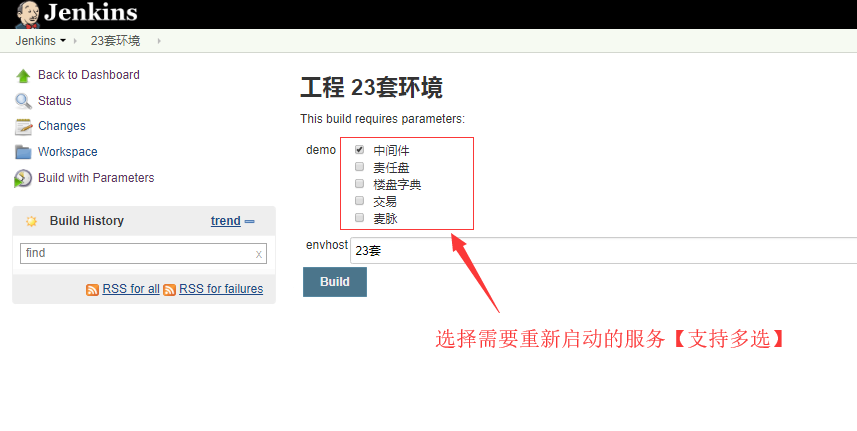 Jenkins
Jenkins
23套环境
Back to Dashboard
Status
Changes
Workspace
Build with Parameters
Build History
trend
find
x
RSS for all
RSS for failures
工程 23套环境
This build requires parameters:
demo
中间件
责任盘
楼盘字典
交易
麦脉
envhost
23套
Build
选择需要重新启动的服务【支持多选】